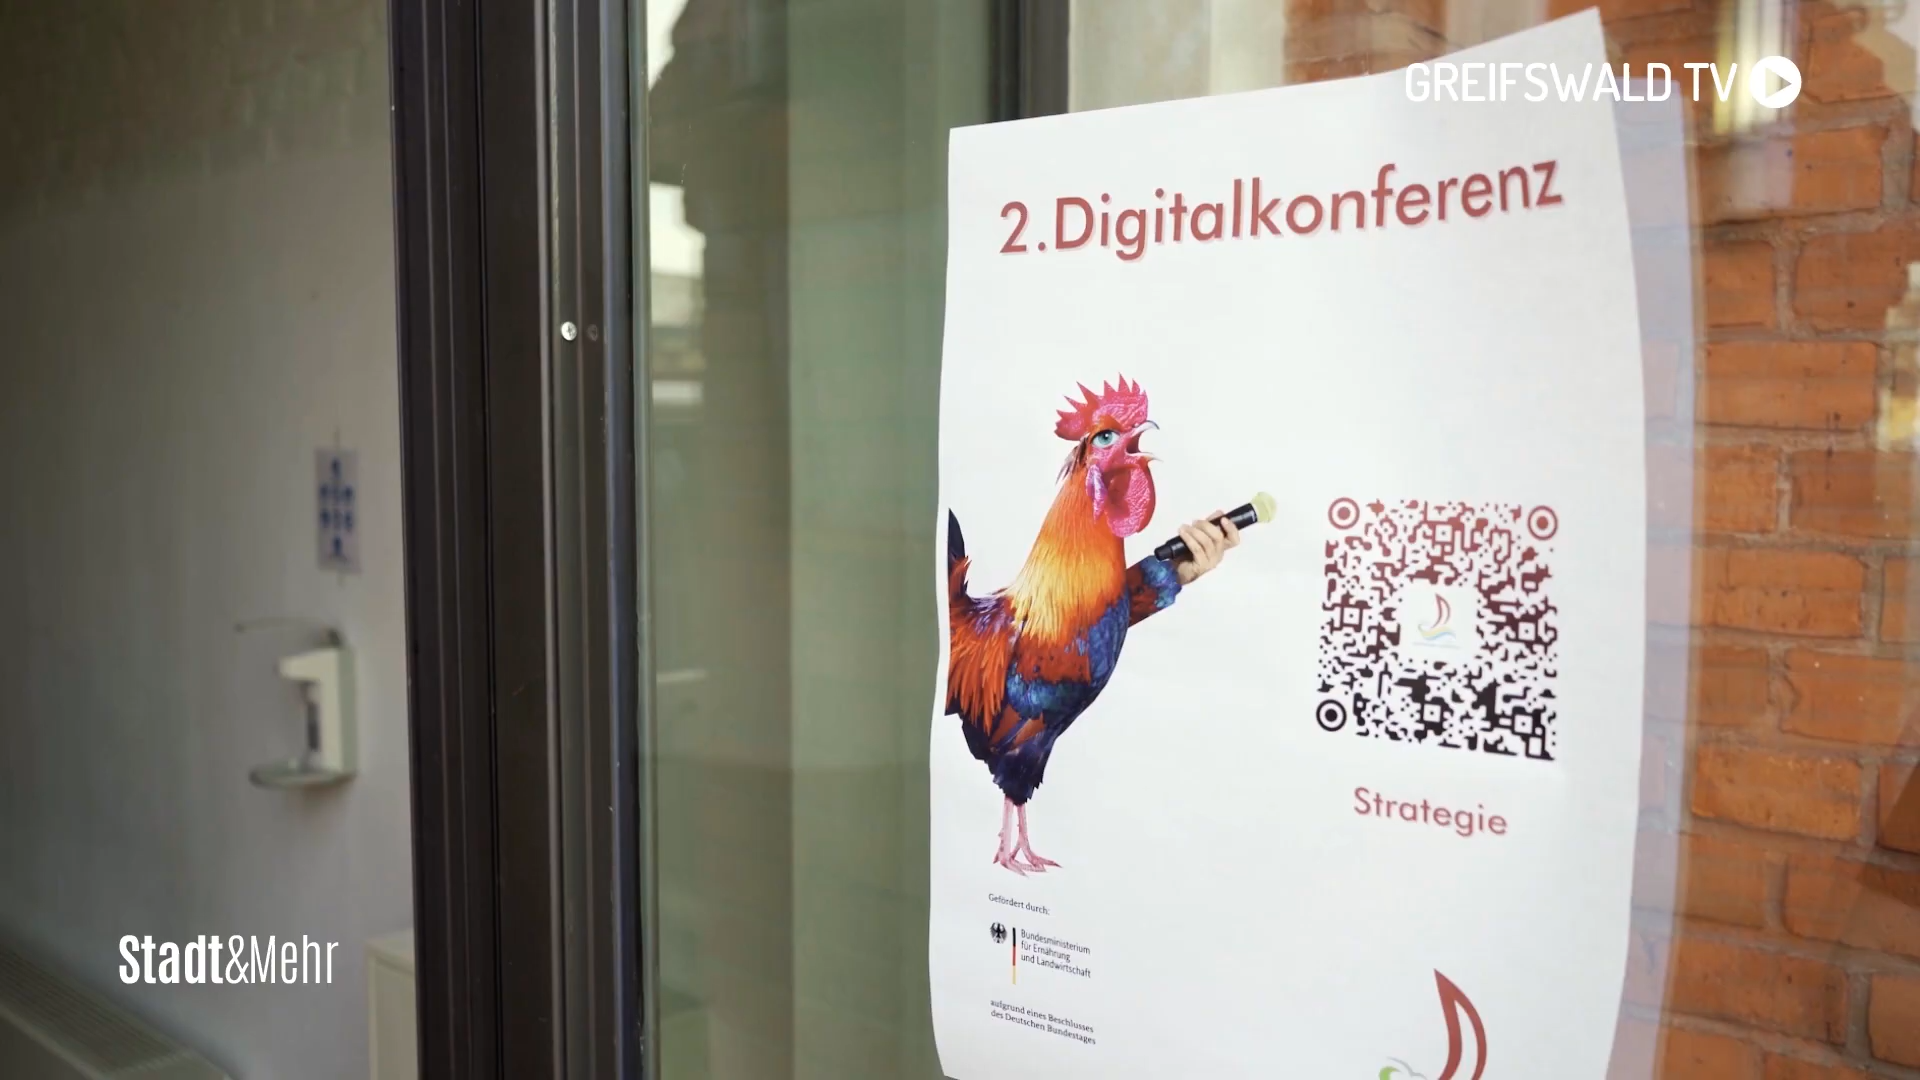 GREIFSWALD TV
2.Digitalkonferenz
Strategie
Gefördert durch:
Bundesministerium
für Ernährung
und Landwirtschaft
aufgrund eines Beschlusses
des Deutschen Bundestages
Stadt&Mehr